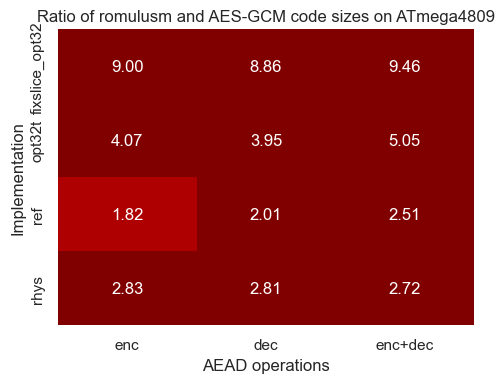 Ratio of romulusm and AES-GCM code sizes on ATmega4809
Implementation
fixslice_opt32
9.00 8.86 9.46
opt32t
4.07 3.95 5.05
ref
1.82 2.01 2.51
rhys
2.83 2.81 2.72
enc dec enc+dec
AEAD operations